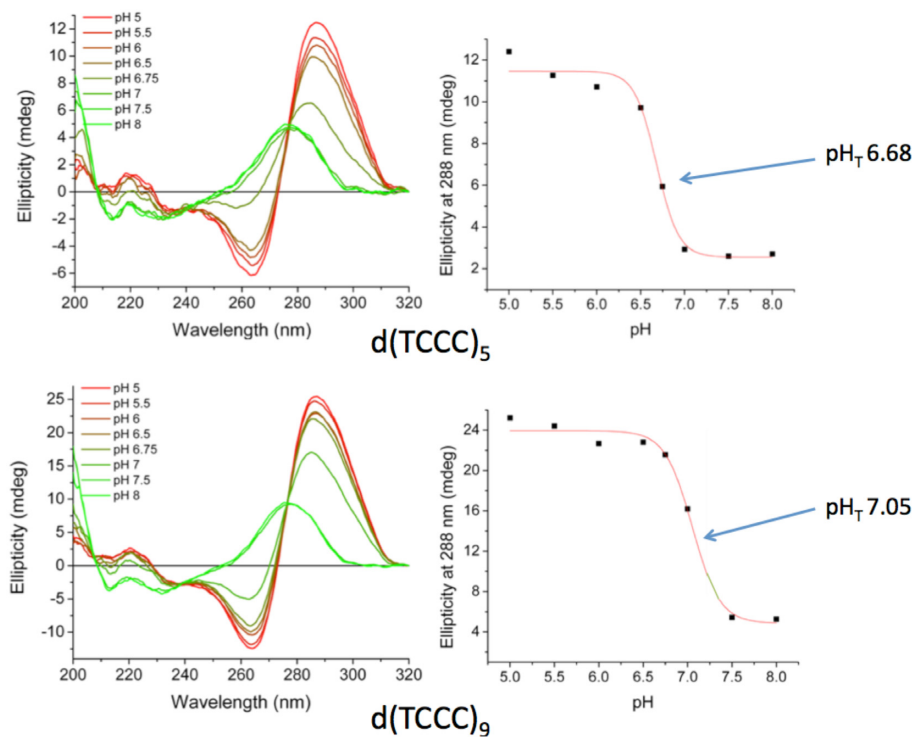 pH 5
pH 5.5
pH 6
pH 6.5
pH 6.75
pH 7
pH 7.5
pH 8
12
10
8
6
4
2
0
-2
-4
-6
Ellipticity (mdeg)
200 220 240 260 280 300 320
Wavelength (nm)
12
10
8
6
4
2
Ellipticity at 288 nm (mdeg)
5.0 5.5 6.0 6.5 7.0 7.5 8.0
pH
pHT 6.68
d(TCCC)5
pH 5
pH 5.5
pH 6
pH 6.5
pH 6.75
pH 7
pH 7.5
pH 8
25
20
15
10
5
0
-5
-10
Ellipticity (mdeg)
200 220 240 260 280 300 320
Wavelength (nm)
24
20
16
12
8
4
Ellipticity at 288 nm (mdeg)
5.0 5.5 6.0 6.5 7.0 7.5 8.0
pH
pHT 7.05
d(TCCC)9